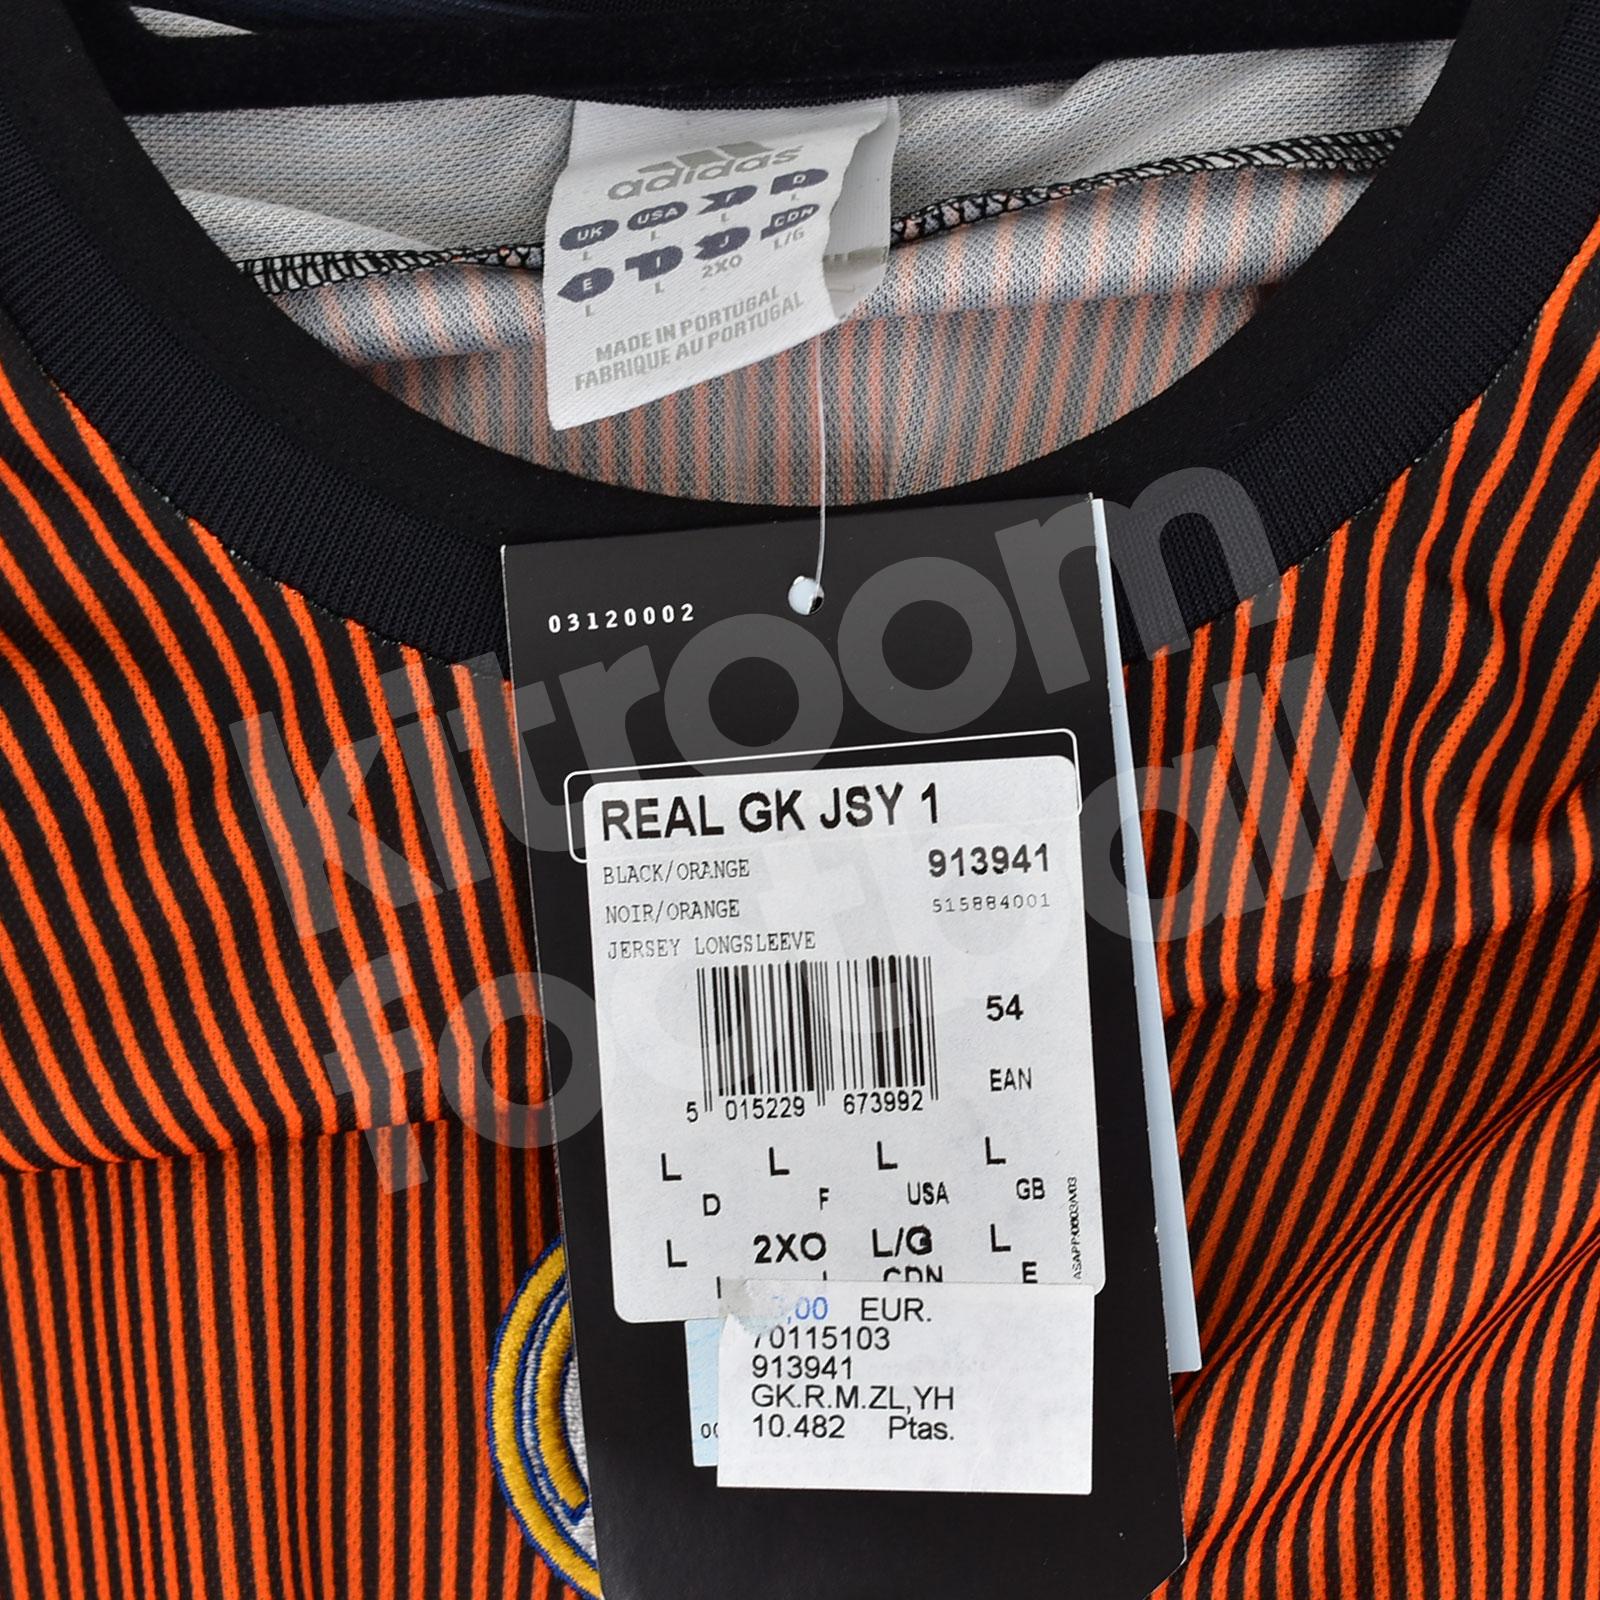 adidas
UK USA F D
L L L L
E I J CDN
L L 2XO L/G
MADE IN PORTUGAL
FABRIQUE AU PORTUGAL
03120002
kitroom
football
REAL GK JSY 1
BLACK/ORANGE 913941
NOIR/ORANGE 515884001
JERSEY LONGSLEEVE
54
EAN
5 015229 673992
L L L L
D F USA GB
L 2XO L/G L
CDN E
,00 EUR.
70115103
913941
GK.R.M.ZL,YH
10.482 Ptas.